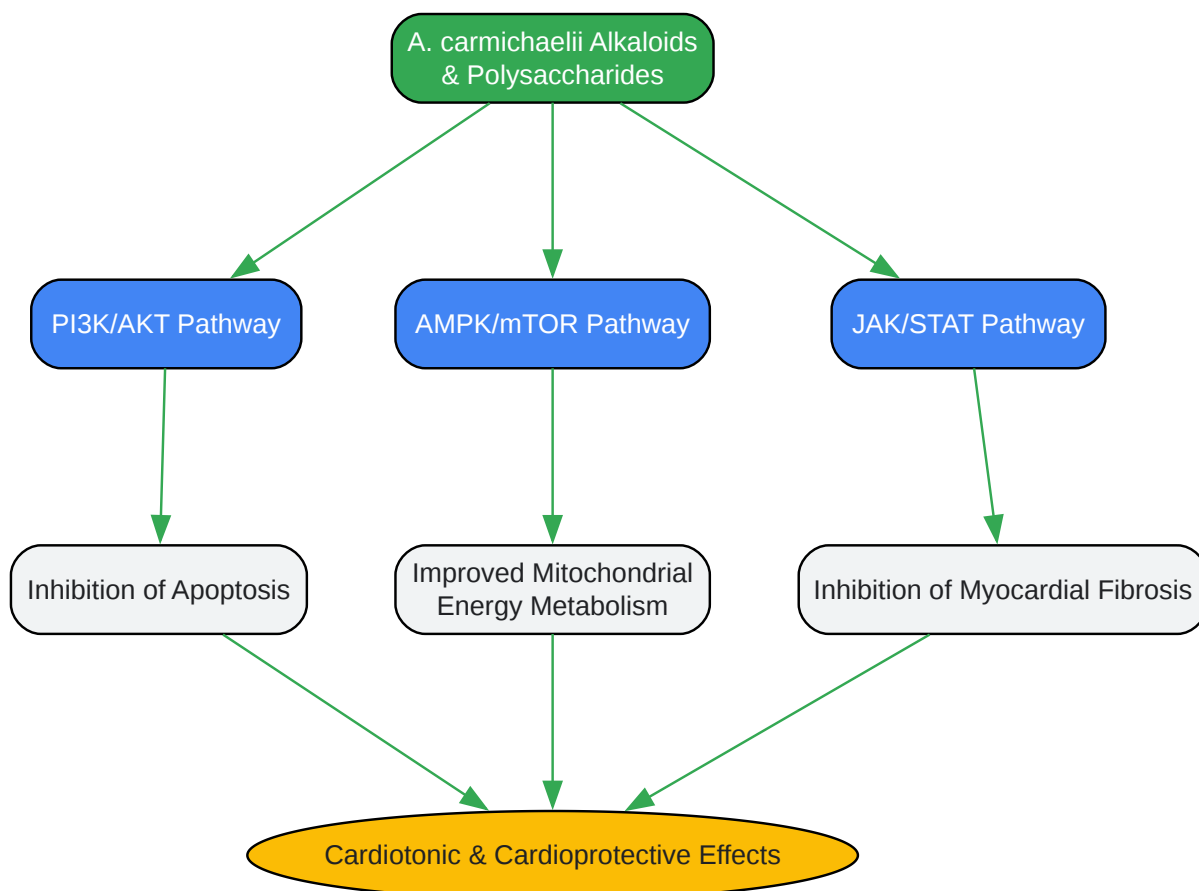 A. carmichaelii Alkaloids
& Polysaccharides
PI3K/AKT Pathway
AMPK/mTOR Pathway
JAK/STAT Pathway
Inhibition of Apoptosis
Improved Mitochondrial
Energy Metabolism
Inhibition of Myocardial Fibrosis
Cardiotonic & Cardioprotective Effects